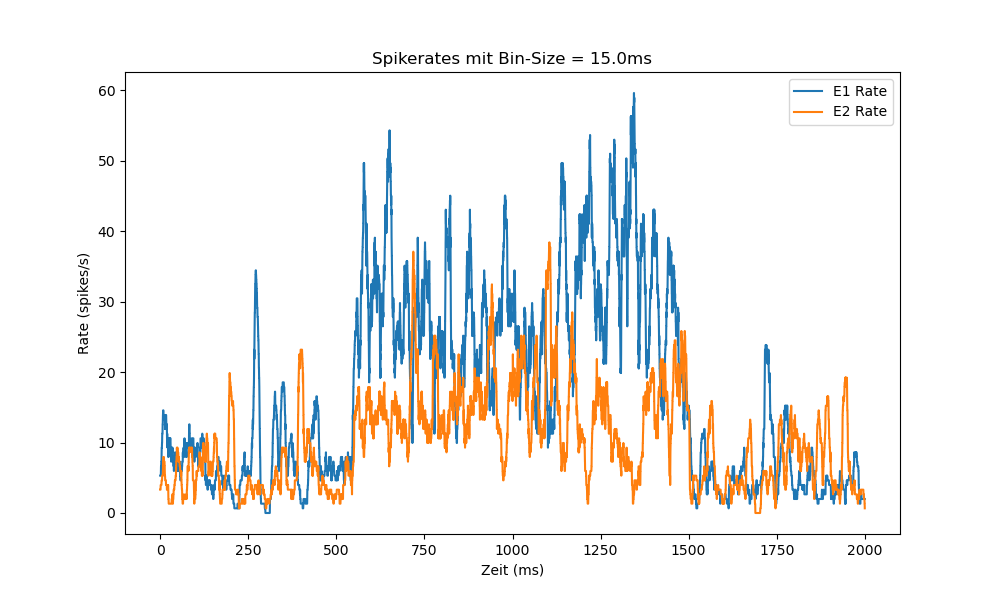 Spikerates mit Bin-Size = 15.0ms
E1 Rate
E2 Rate
60
50
40
30
20
10
0
Rate (spikes/s)
0 250 500 750 1000 1250 1500 1750 2000
Zeit (ms)